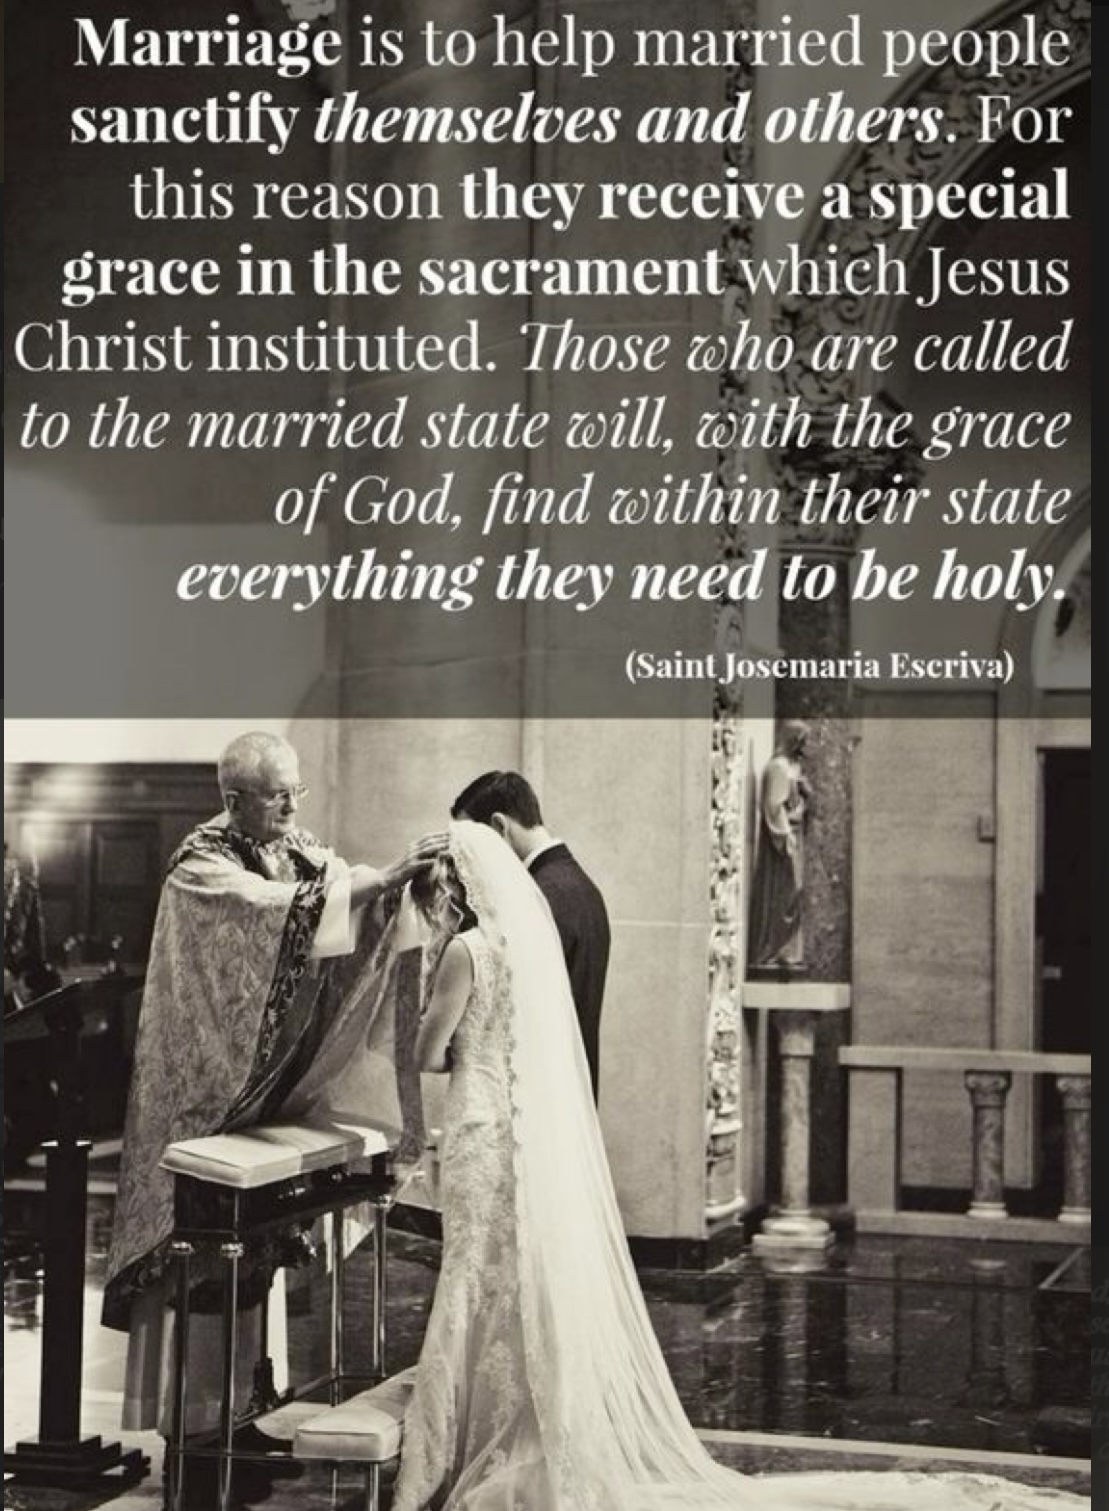 Marriage is to help married people
sanctify themselves and others. For
this reason they receive a special
grace in the sacrament which Jesus
Christ instituted. Those who are called
to the married state will, with the grace
of God, find within their state
everything they need to be holy.
(Saint Josemaria Escriva)